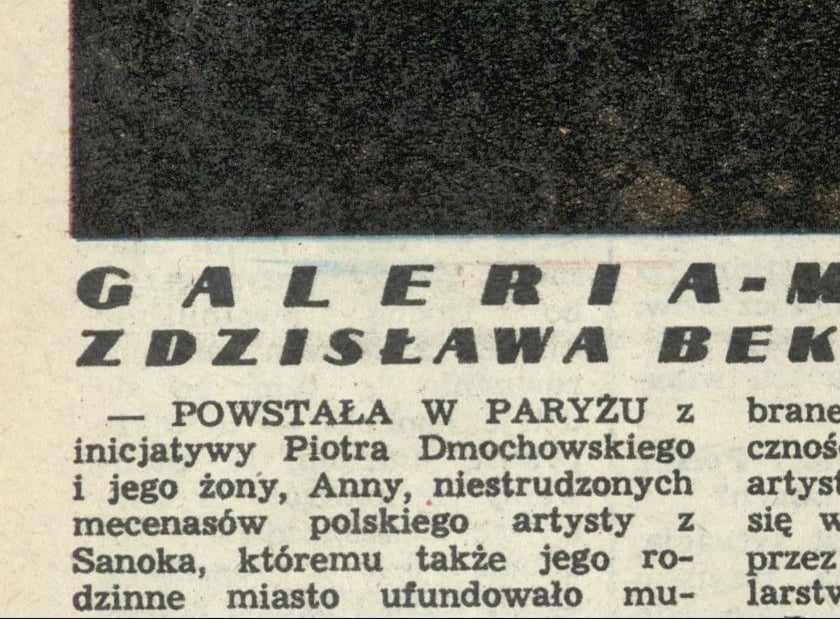 GALERIA-M
ZDZISŁAWA BEK
— POWSTAŁA W PARYŻU z
inicjatywy Piotra Dmochowskiego
i jego żony, Anny, niestrudzonych
mecenasów polskiego artysty z
Sanoka, któremu także jego ro-
dzinne miasto ufundowało mu-
brane
cznoś
artyst
się w
przez
larstw